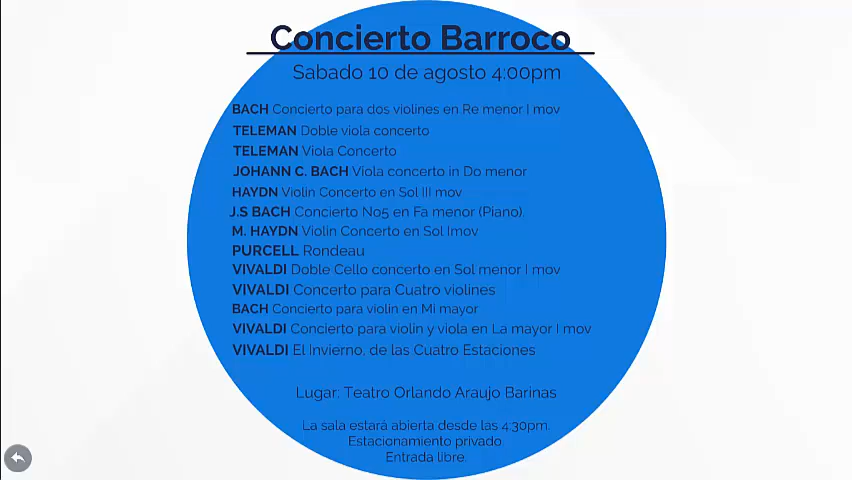 Concierto Barroco
Sabado 10 de agosto 4:00pm
BACH Concierto para dos violines en Re menor I mov
TELEMAN Doble viola concerto
TELEMAN Viola Concerto
JOHANN C. BACH Viola concerto in Do menor
HAYDN Violin Concerto en Sol III mov
J.S BACH Concierto No5 en Fa menor (Piano).
M. HAYDN Violin Concerto en Sol Imov
PURCELL Rondeau
VIVALDI Doble Cello concerto en Sol menor I mov
VIVALDI Concerto para Cuatro violines
BACH Concierto para violin en Mi mayor
VIVALDI Concierto para violin y viola en La mayor I mov
VIVALDI El Invierno, de las Cuatro Estaciones
Lugar: Teatro Orlando Araujo Barinas
La sala estará abierta desde las 4:30pm.
Estacionamiento privado.
Entrada libre.